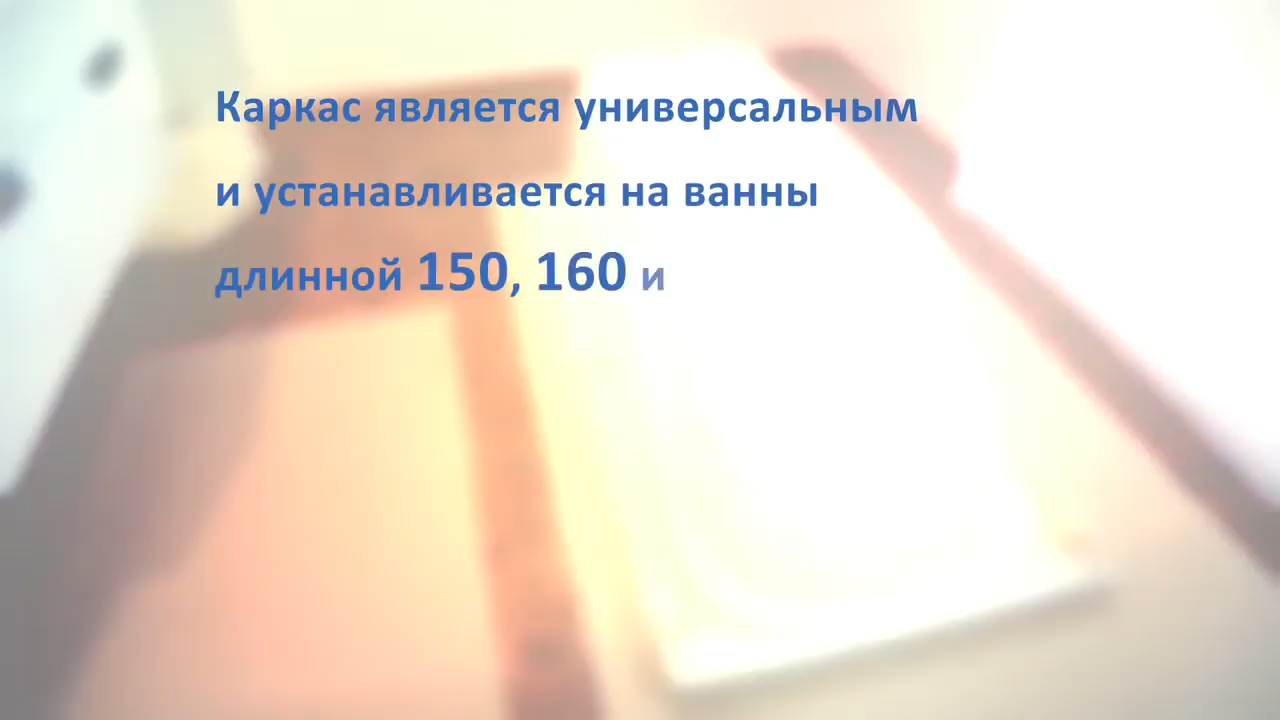 Каркас является универсальным
и устанавливается на ванны
длинной 150, 160 и